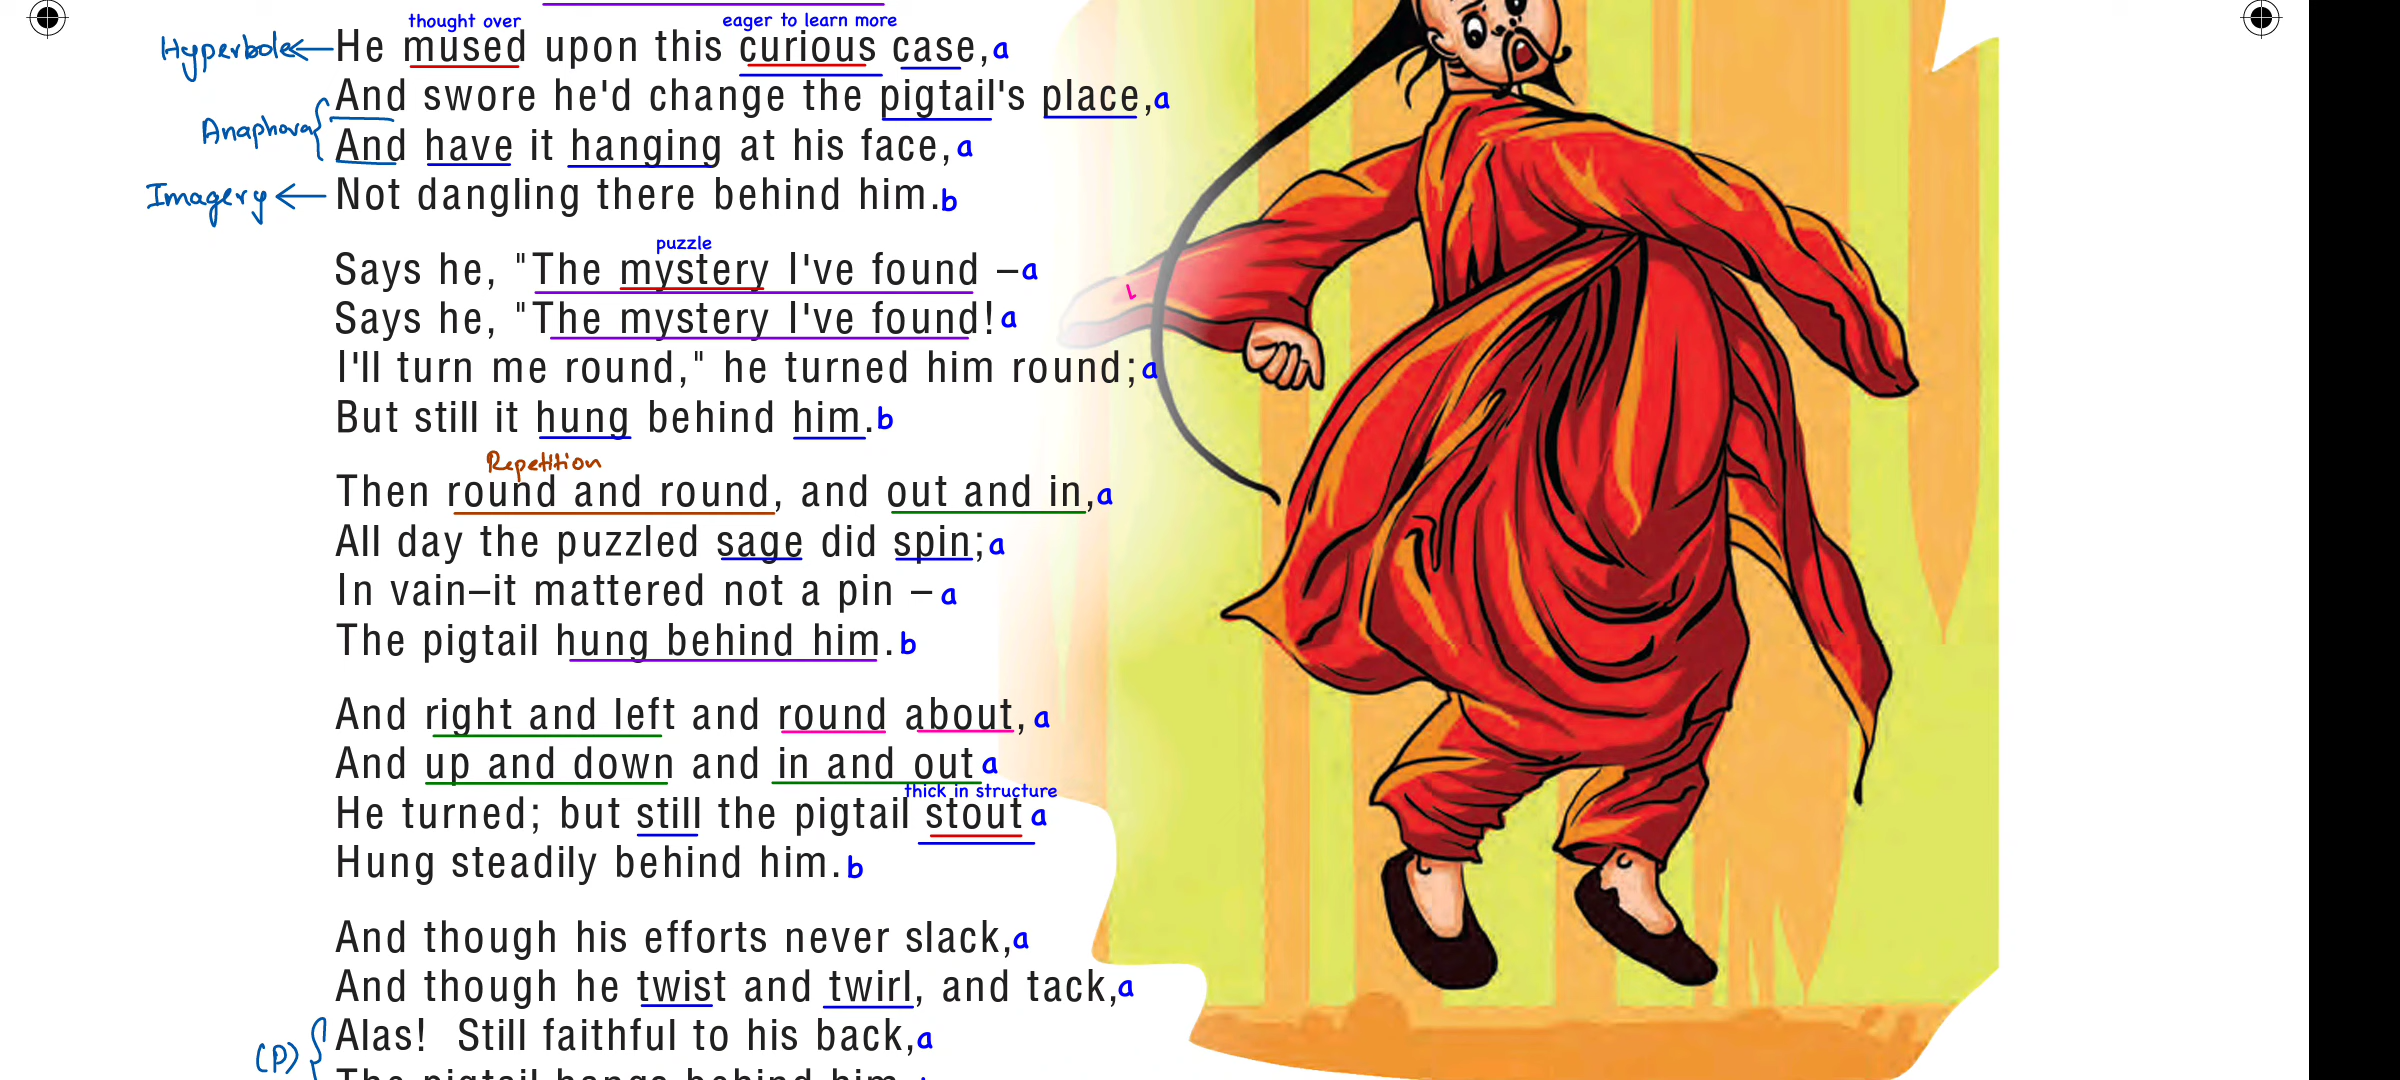 thought over eager to learn more
Hyperbole He mused upon this curious case, a
And swore he'd change the pigtail's place, a
Anaphora
And have it hanging at his face, a
Imagery Not dangling there behind him. b
puzzle
Says he, "The mystery I've found – a
Says he, "The mystery I've found! a
I'll turn me round," he turned him round; a
But still it hung behind him. b
Repetition
Then round and round, and out and in, a
All day the puzzled sage did spin; a
In vain–it mattered not a pin – a
The pigtail hung behind him. b
And right and left and round about, a
And up and down and in and out a
thick in structure
He turned; but still the pigtail stout a
Hung steadily behind him. b
And though his efforts never slack, a
And though he twist and twirl, and tack, a
Alas! Still faithful to his back, a
(P)
The pigtail hangs behind him.